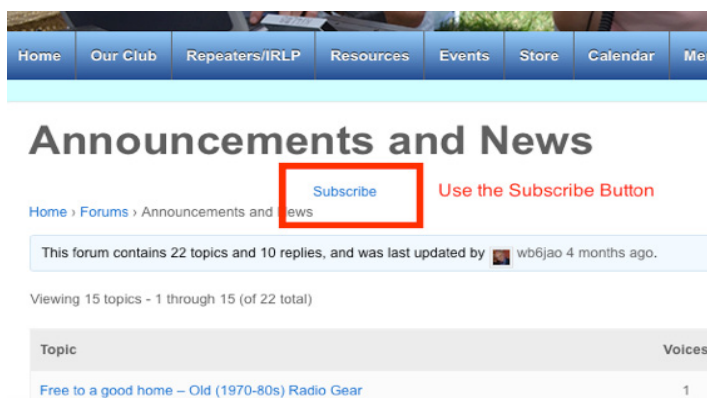 Home Our Club Repeaters/IRLP Resources Events Store Calendar
Announcements and News
Subscribe Use the Subscribe Button
Home › Forums › Announcements and News
This forum contains 22 topics and 10 replies, and was last updated by wb6jao 4 months ago.
Viewing 15 topics - 1 through 15 (of 22 total)
Topic Voices
Free to a good home – Old (1970-80s) Radio Gear 1